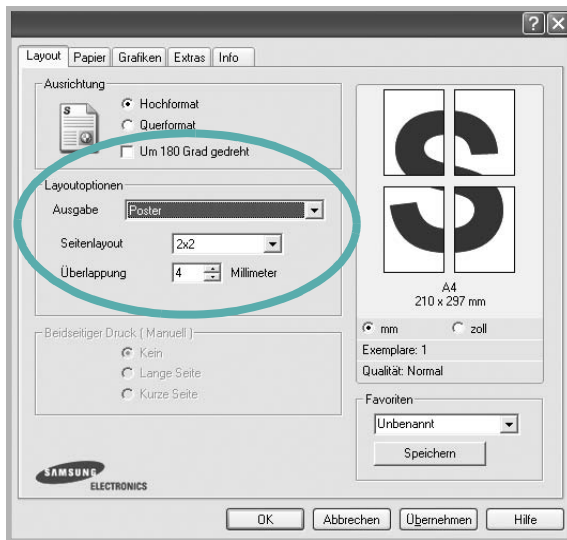 Layout Papier Grafiken Extras Info
Ausrichtung
S
Hochformat
Querformat
Um 180 Grad gedreht
Layoutoptionen
Ausgabe Poster
Seitenlayout 2x2
Überlappung 4 Millimeter
Beidseitiger Druck ( Manuell )
Kein
Lange Seite
Kurze Seite
SAMSUNG
ELECTRONICS
S
A4
210 x 297 mm
mm zoll
Exemplare: 1
Qualität: Normal
Favoriten
Unbenannt
Speichern
OK Abbrechen Übernehmen Hilfe